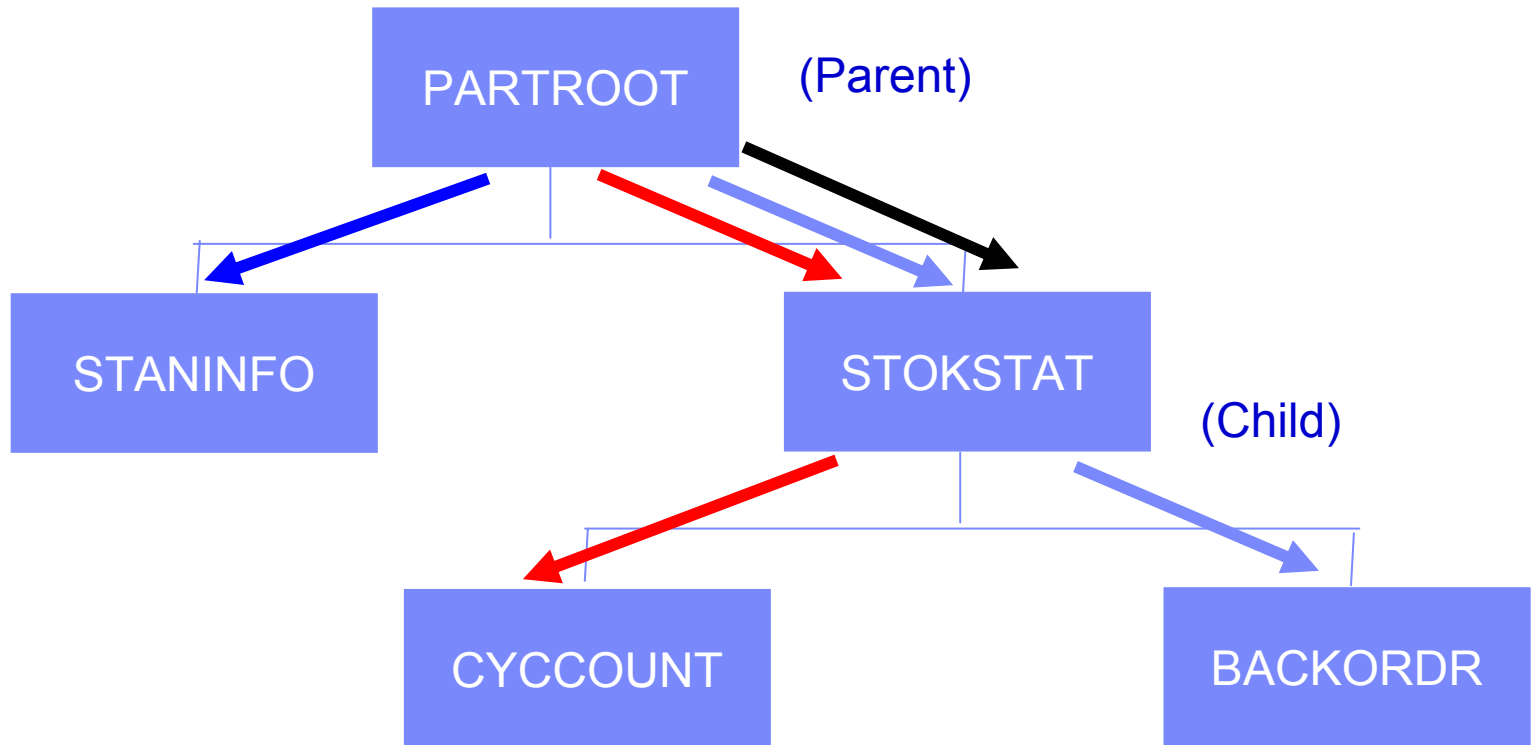 PARTROOT
(Parent)
STANINFO
STOKSTAT
(Child)
CYCCOUNT
BACKORDR